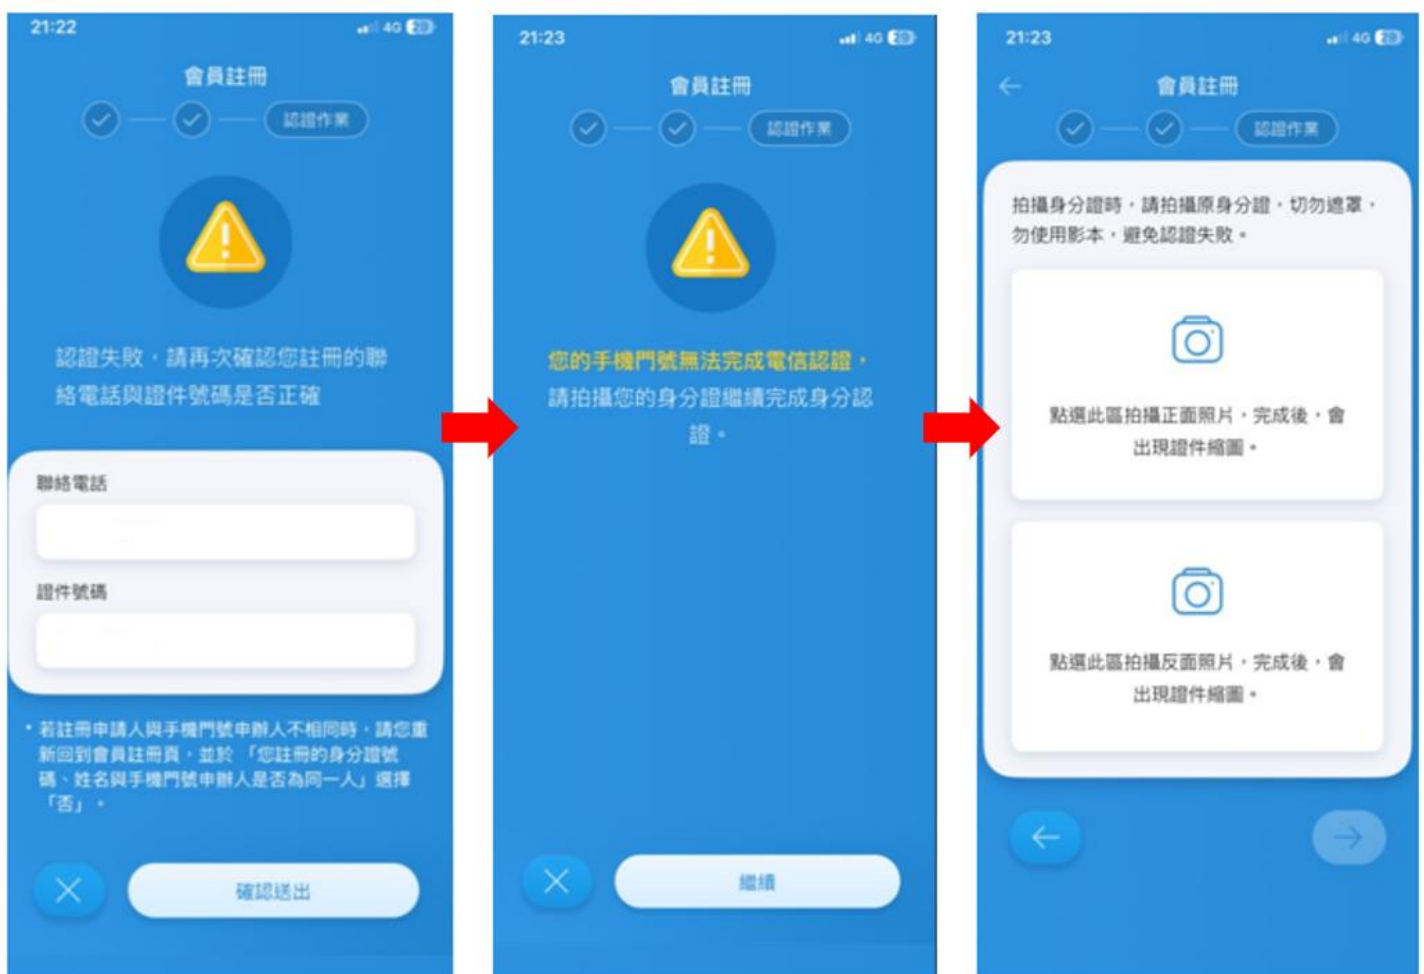 21:22
4G 20
會員註冊
認證作業
認證失敗，請再次確認您註冊的聯
絡電話與證件號碼是否正確
聯絡電話
證件號碼
* 若註冊申請人與手機門號申辦人不相同時，請您重
新回到會員註冊頁，並於 「您註冊的身分證號
碼、姓名與手機門號申辦人是否為同一人」選擇
「否」。
確認送出
21:23
4G 20
會員註冊
認證作業
您的手機門號無法完成電信認證，
請拍攝您的身分證繼續完成身分認
證。
繼續
21:23
4G 20
會員註冊
認證作業
拍攝身分證時，請拍攝原身分證，切勿遮罩，
勿使用影本，避免認證失敗。
點選此區拍攝正面照片，完成後，會
出現證件縮圖。
點選此區拍攝反面照片，完成後，會
出現證件縮圖。